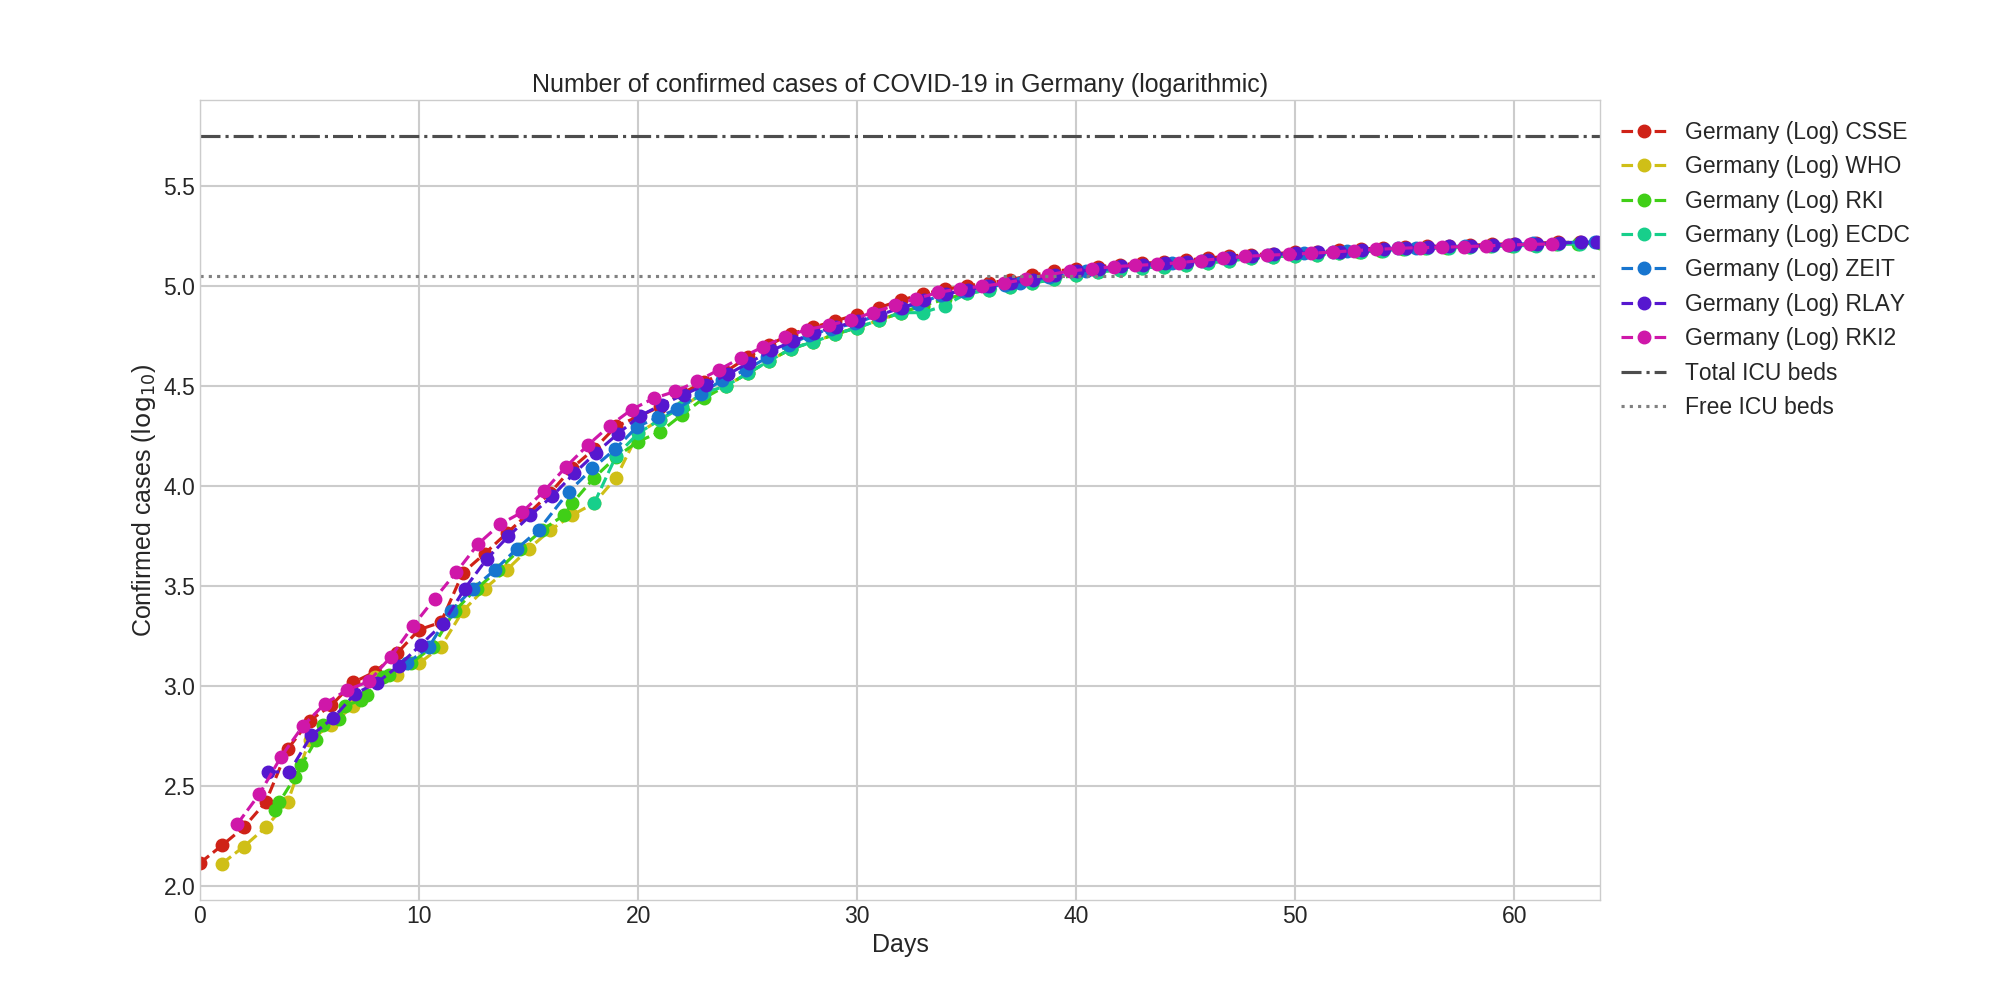 Number of confirmed cases of COVID-19 in Germany (logarithmic)
Confirmed cases (log₁₀)
5.5
5.0
4.5
4.0
3.5
3.0
2.5
2.0
0 10 20 30 40 50 60
Days
Germany (Log) CSSE
Germany (Log) WHO
Germany (Log) RKI
Germany (Log) ECDC
Germany (Log) ZEIT
Germany (Log) RLAY
Germany (Log) RKI2
Total ICU beds
Free ICU beds